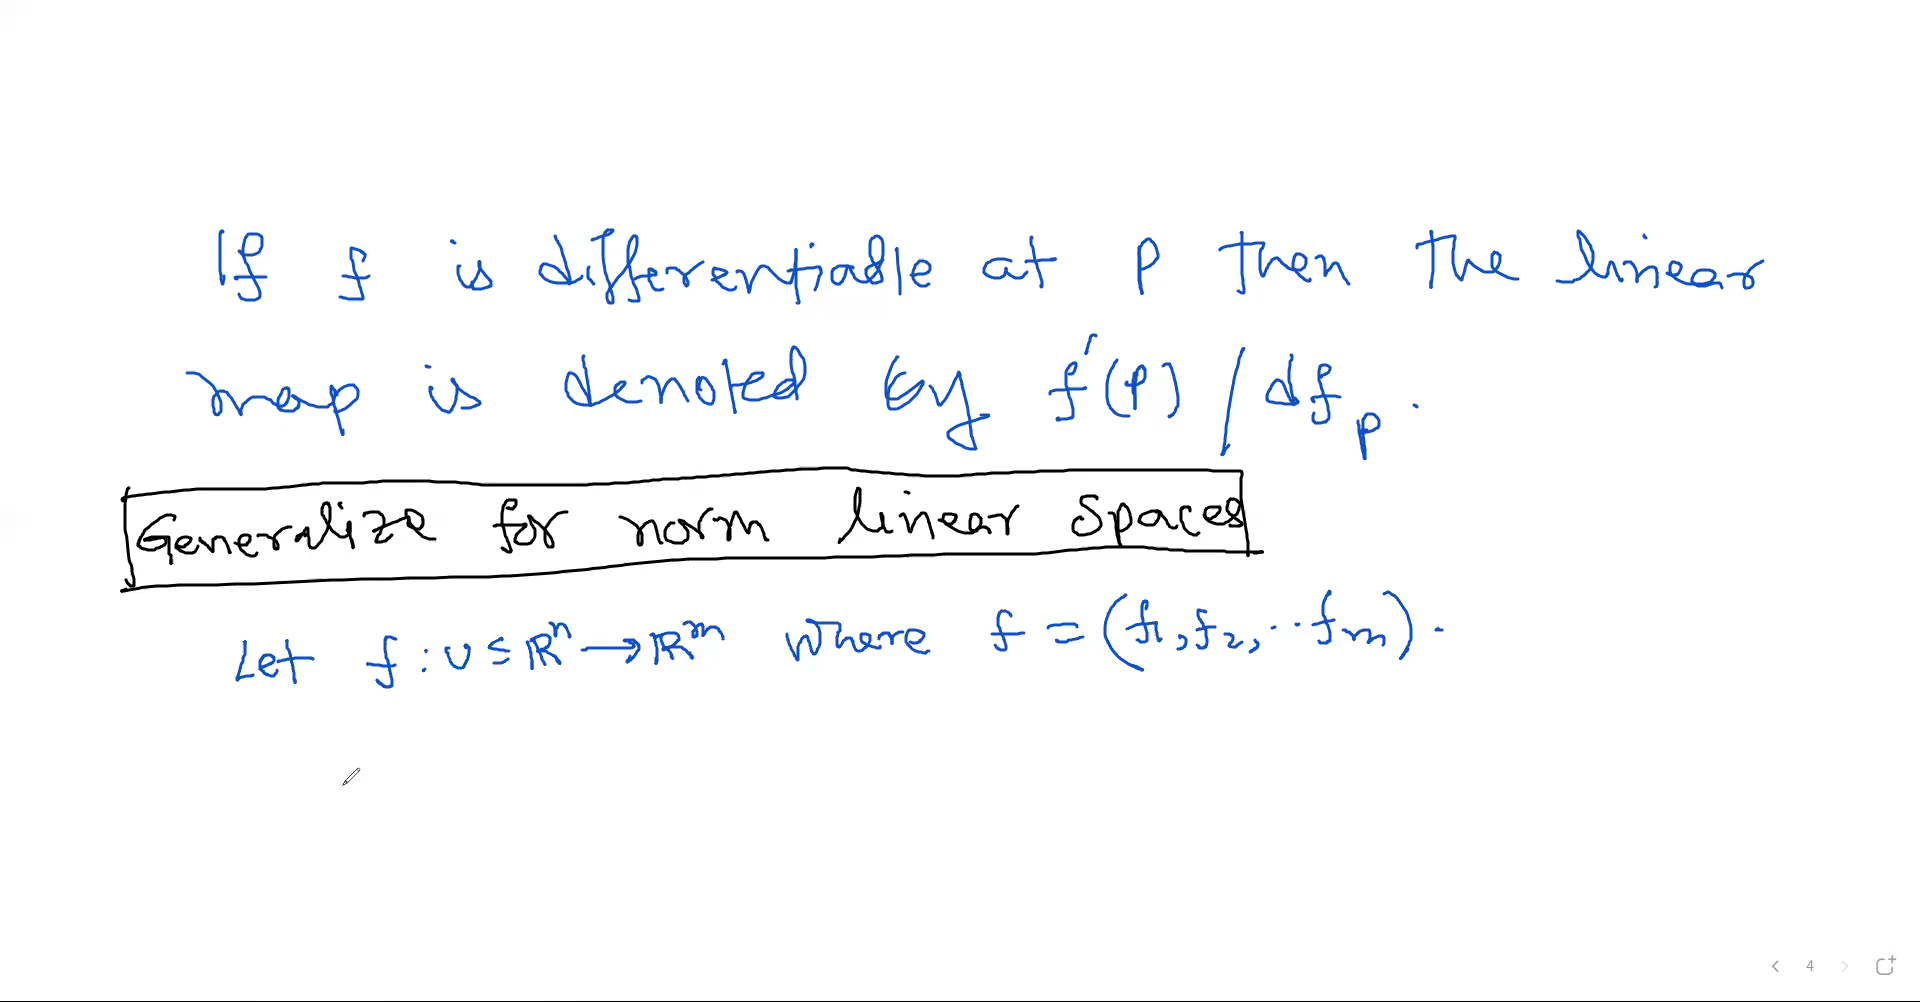 If f is differentiable at p then the linear
map is denoted by f'(p) / df_p.
Generalize for norm linear spaces
Let f : U ⊆ ℝⁿ → ℝᵐ where f = (f₁, f₂, ·· fₘ).
4